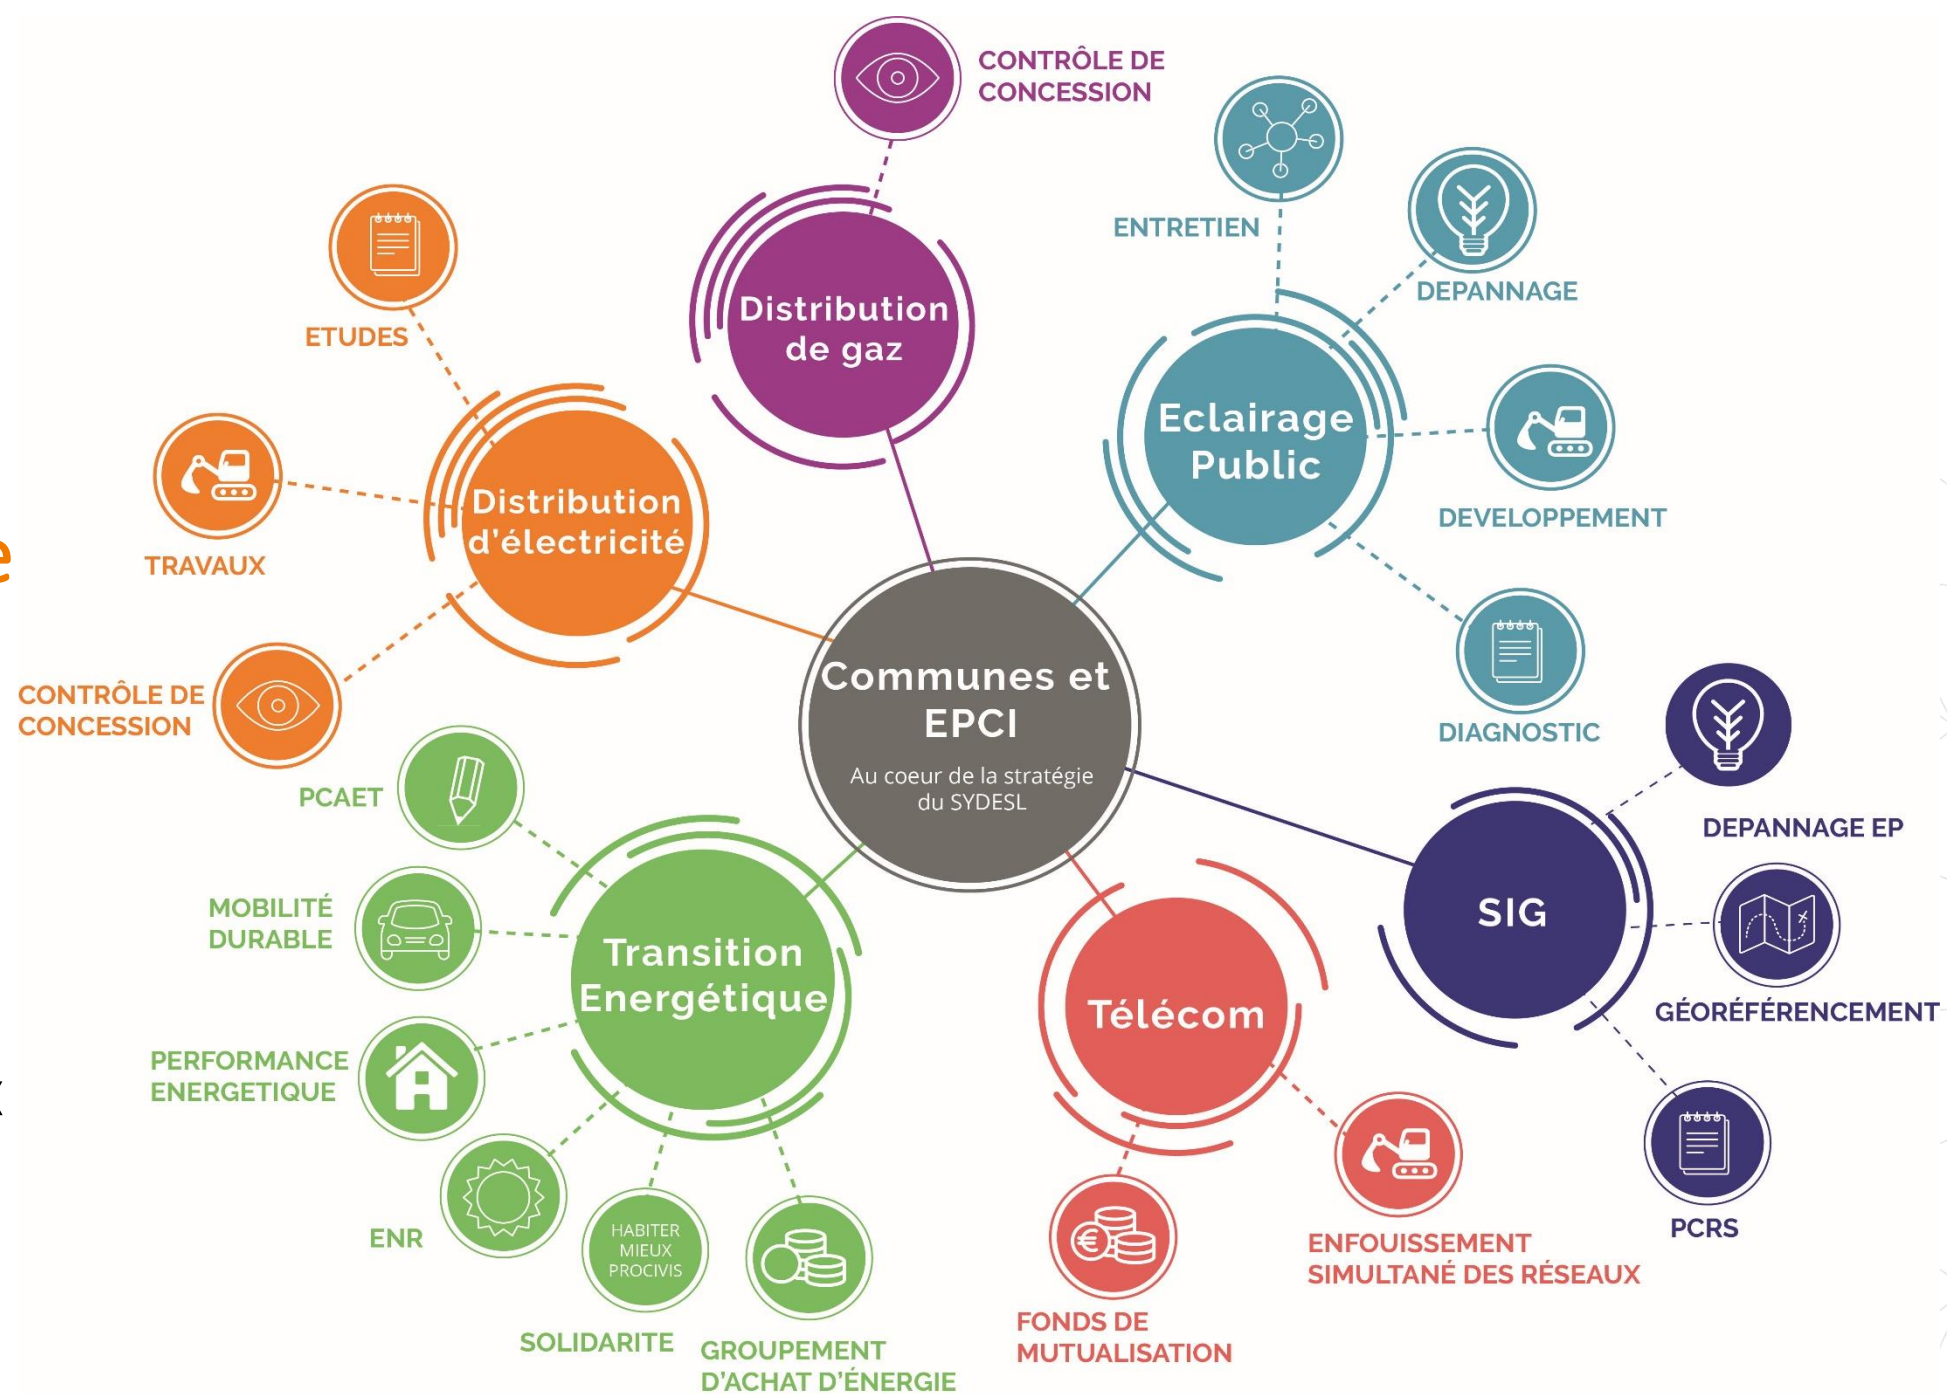 CONTRÔLE DE
CONCESSION
Distribution
de gaz
ENTRETIEN
DEPANNAGE
Eclairage
Public
DEVELOPPEMENT
DIAGNOSTIC
ETUDES
TRAVAUX
Distribution
d'électricité
CONTRÔLE DE
CONCESSION
e
Communes et
EPCI
Au coeur de la stratégie
du SYDESL
PCAET
MOBILITÉ
DURABLE
Transition
Energétique
PERFORMANCE
ENERGETIQUE
x
ENR
HABITER
MIEUX
PROCIVIS
SOLIDARITE
GROUPEMENT
D'ACHAT D'ÉNERGIE
Télécom
€
FONDS DE
MUTUALISATION
ENFOUISSEMENT
SIMULTANÉ DES RÉSEAUX
SIG
DEPANNAGE EP
GÉORÉFÉRENCEMENT
PCRS